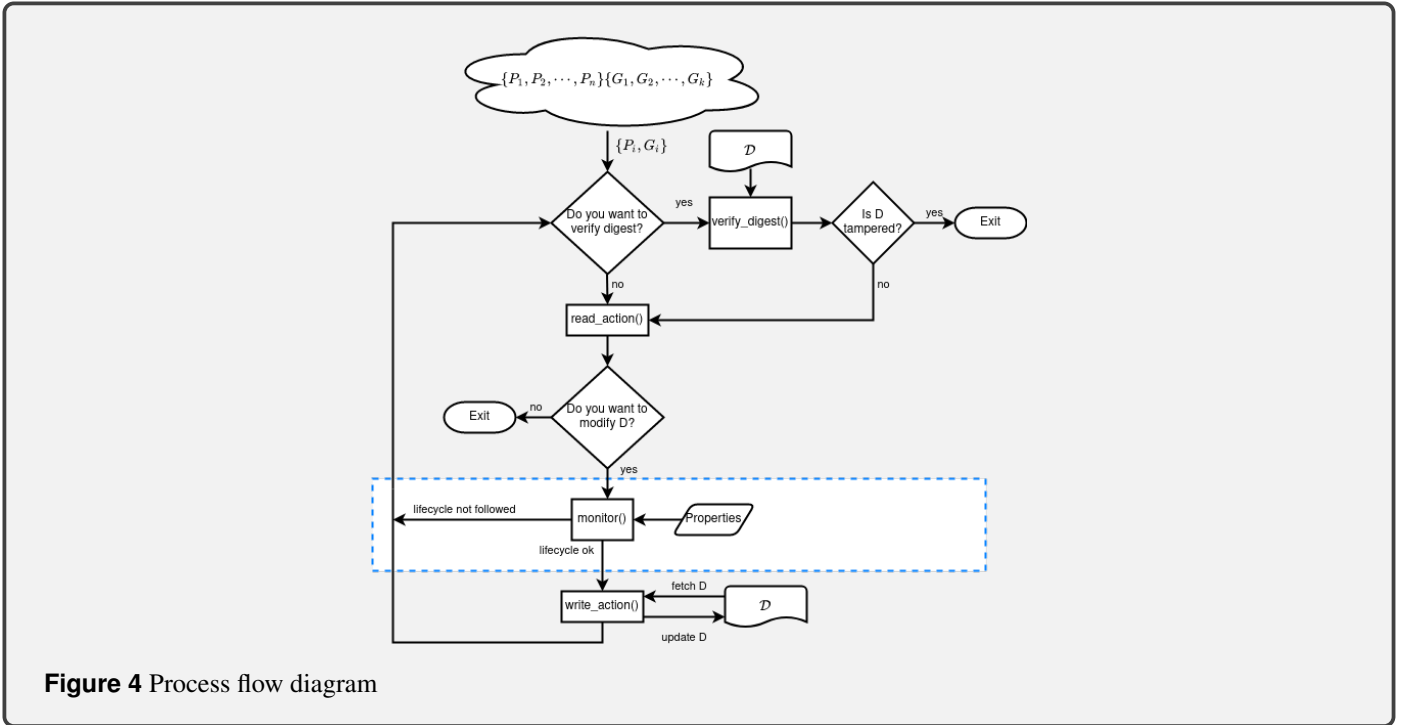 {P₁, P₂, ⋯, Pₙ}{G₁, G₂, ⋯, Gₖ}
{Pᵢ, Gᵢ}
𝒟
Do you want to
verify digest?
yes
verify_digest()
Is D
tampered?
yes
Exit
no
no
read_action()
Do you want to
modify D?
no
Exit
yes
lifecycle not followed
monitor()
Properties
lifecycle ok
write_action()
fetch D
𝒟
update D
Figure 4 Process flow diagram